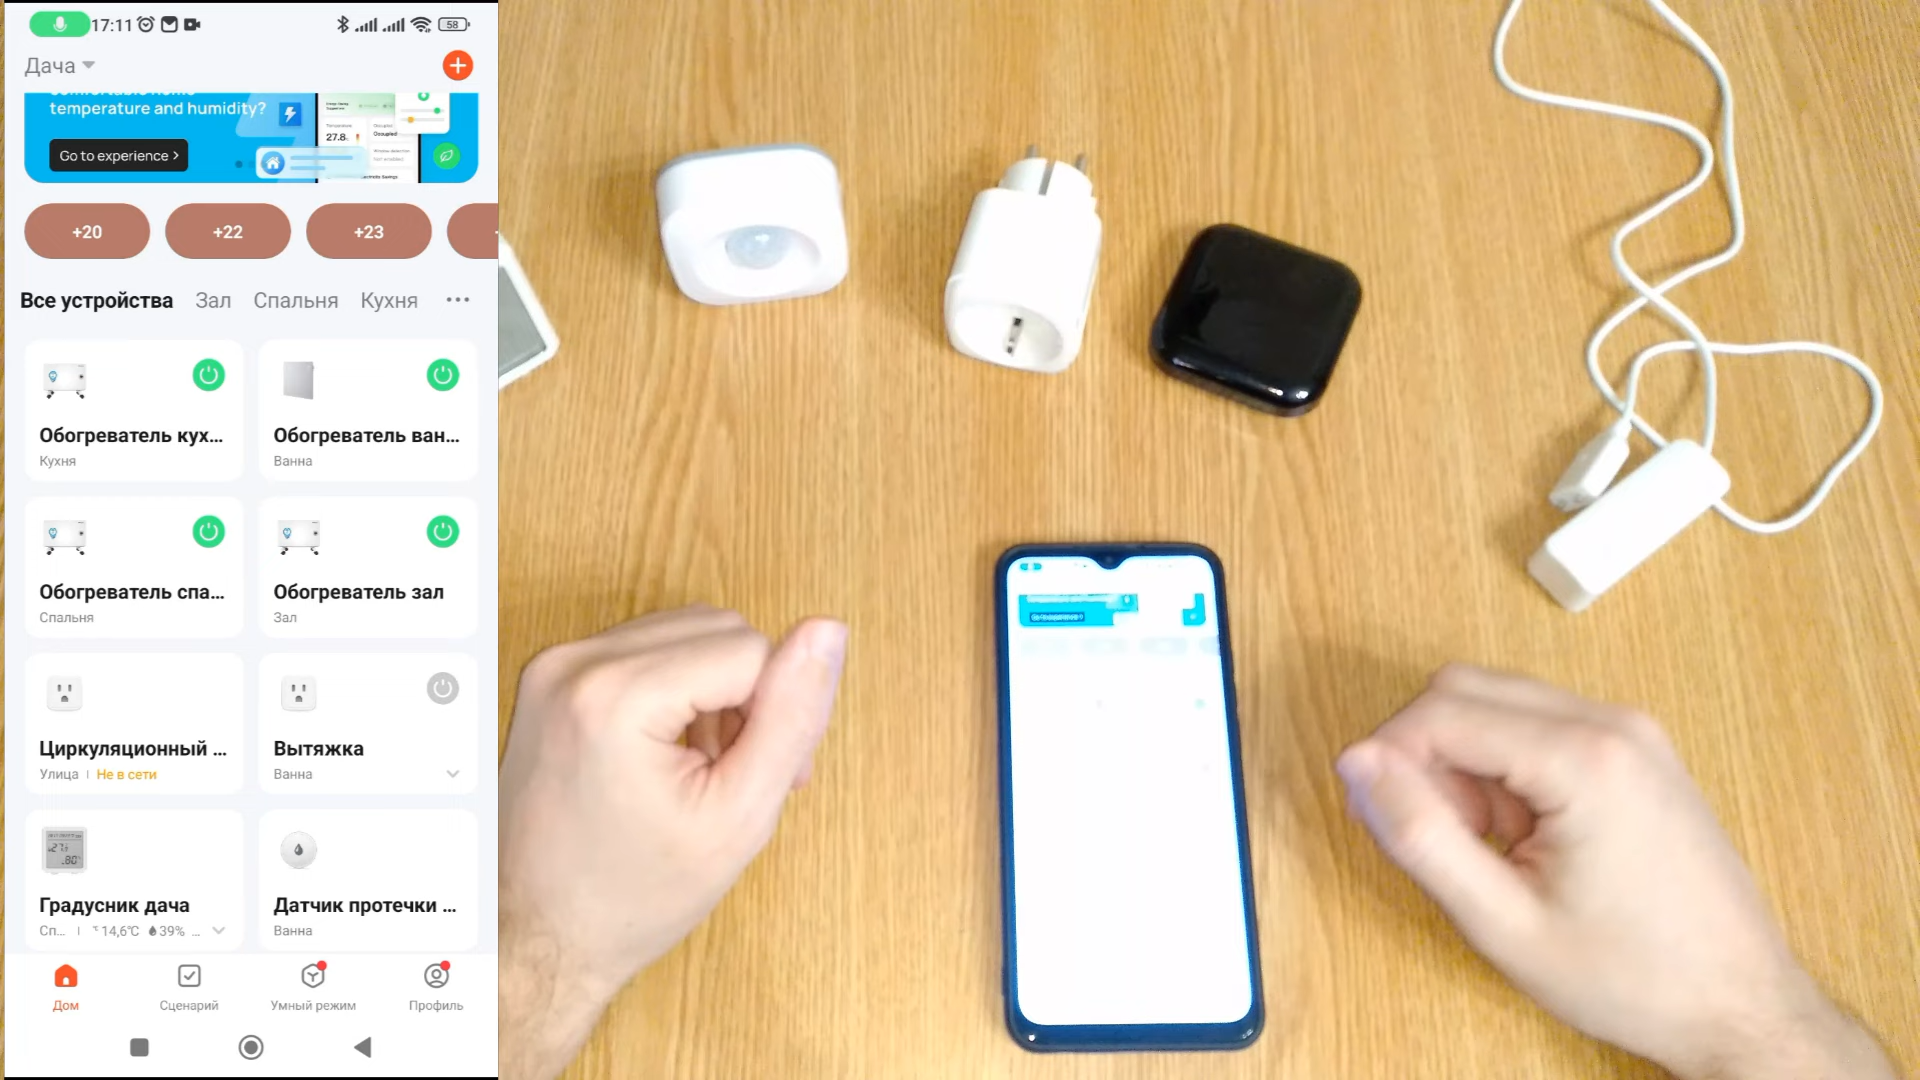 17:11
58
Дача
temperature and humidity?
Go to experience >
27.8
+20
+22
+23
Все устройства Зал Спальня Кухня
Обогреватель кух...
Кухня
Обогреватель ван...
Ванна
Обогреватель спа...
Спальня
Обогреватель зал
Зал
Циркуляционный ...
Улица | Не в сети
Вытяжка
Ванна
Градусник дача
Сп... | 14,6°C 39% ...
Датчик протечки ...
Ванна
Дом
Сценарий
Умный режим
Профиль